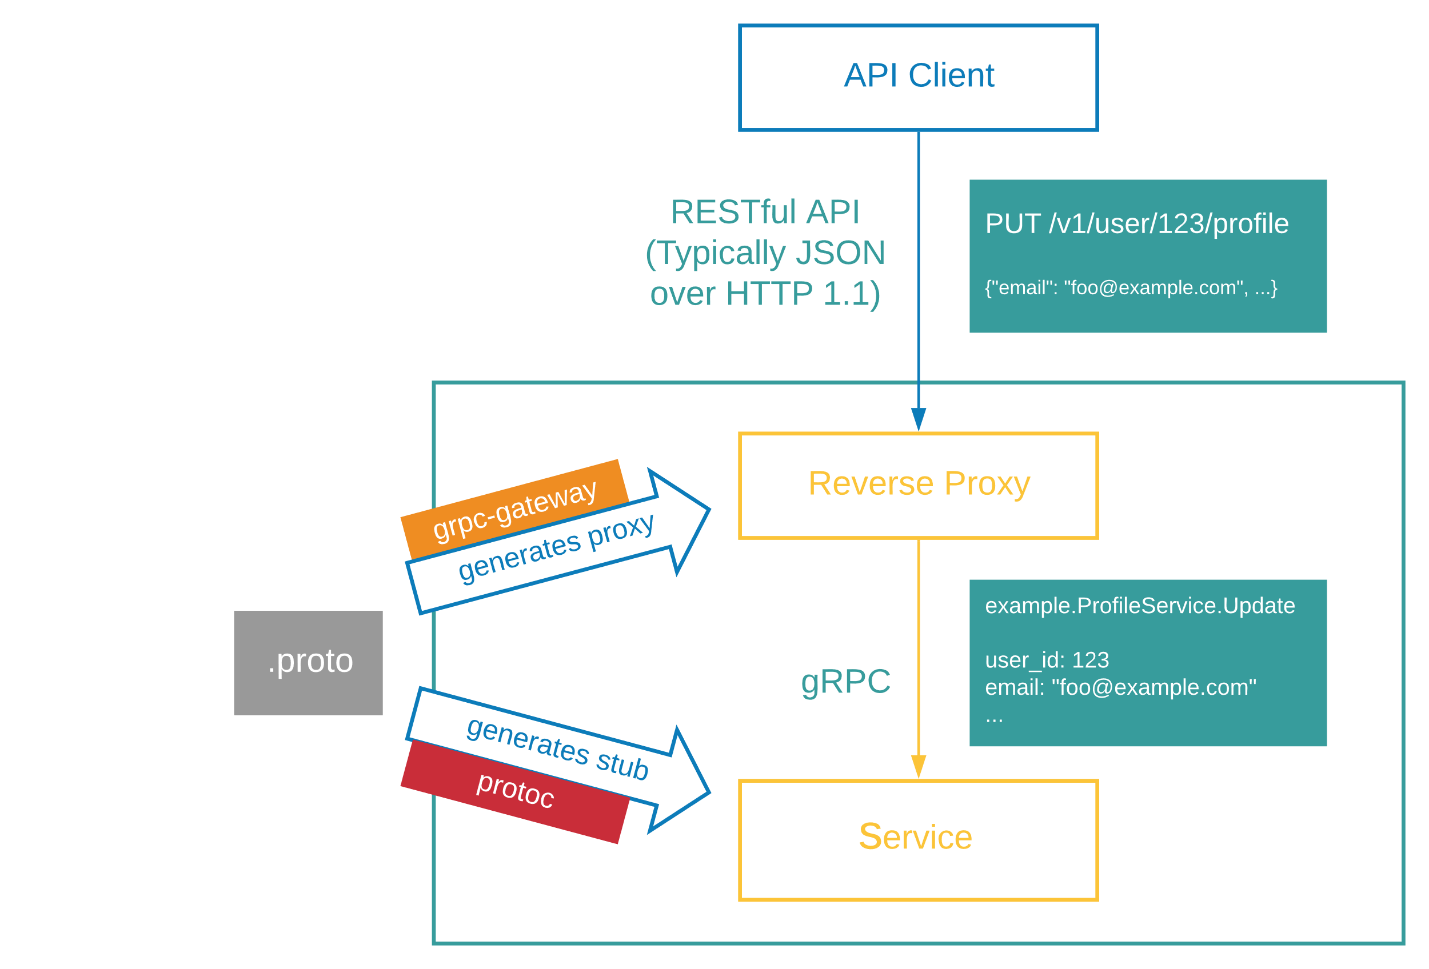 API Client
RESTful API
(Typically JSON
over HTTP 1.1)
PUT /v1/user/123/profile
{"email": "foo@example.com", ...}
Reverse Proxy
grpc-gateway
generates proxy
.proto
generates stub
protoc
gRPC
example.ProfileService.Update
user_id: 123
email: "foo@example.com"
...
Service